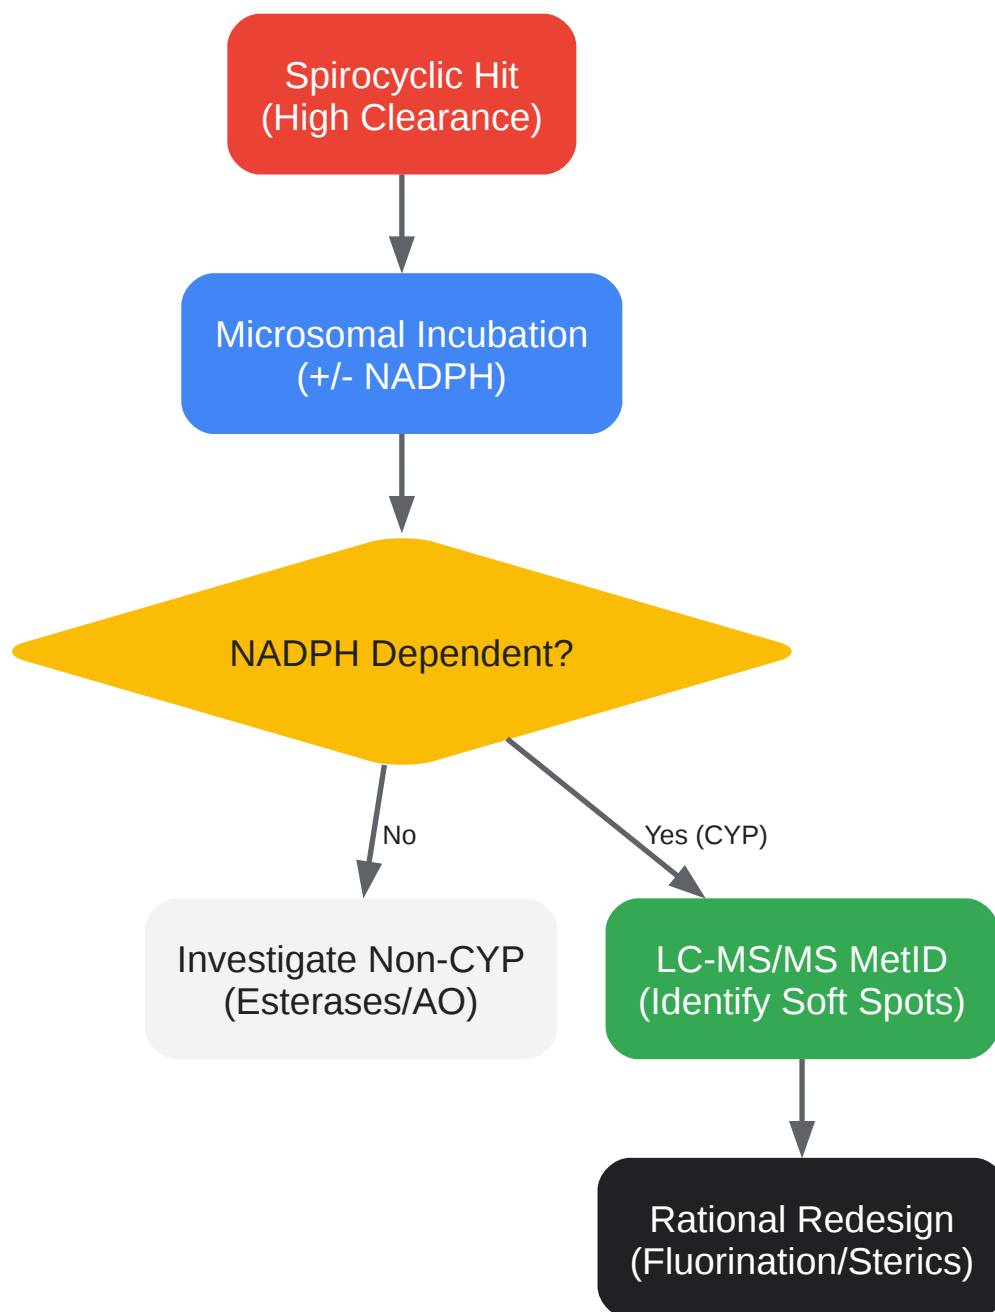 Spirocyclic Hit
(High Clearance)
Microsomal Incubation
(+/- NADPH)
NADPH Dependent?
No
Yes (CYP)
Investigate Non-CYP
(Esterases/AO)
LC-MS/MS MetID
(Identify Soft Spots)
Rational Redesign
(Fluorination/Sterics)